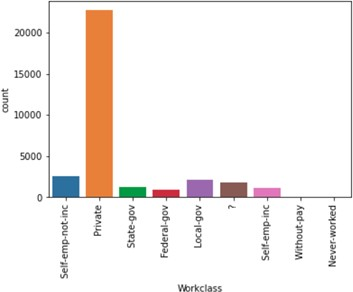 count
20000
15000
10000
5000
0
Self-emp-not-inc
Private
State-gov
Federal-gov
Local-gov
?
Self-emp-inc
Without-pay
Never-worked
Workclass